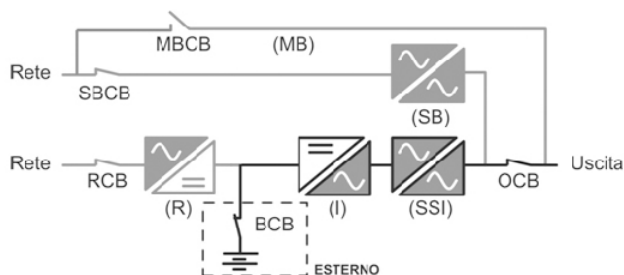 MBCB (MB)
Rete
SBCB
(SB)
Rete
Uscita
RCB
OCB
(R)
(I)
(SSI)
BCB
ESTERNO